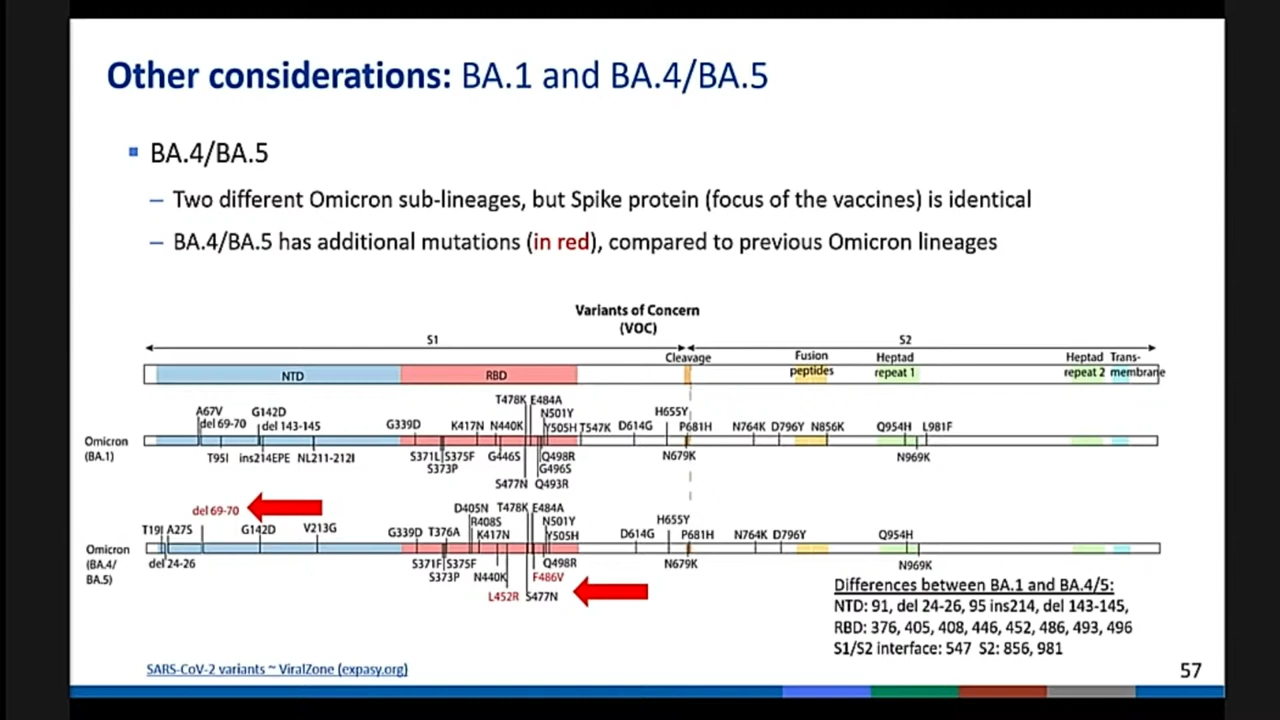 Other considerations: BA.1 and BA.4/BA.5
BA.4/BA.5
– Two different Omicron sub-lineages, but Spike protein (focus of the vaccines) is identical
– BA.4/BA.5 has additional mutations (in red), compared to previous Omicron lineages
Variants of Concern
(VOC)
S1 S2
Cleavage Fusion peptides Heptad repeat 1 Heptad repeat 2 Trans-membrane
NTD RBD
T478K E484A
A67V G142D N501Y H655Y
del 69-70 del 143-145 G339D K417N N440K Y505H T547K D614G P681H N764K D796Y N856K Q954H L981F
Omicron
(BA.1)
T95I ins214EPE NL211-212I S371L S375F G446S Q498R N679K N969K
S373P G496S
S477N Q493R
del 69-70 D405N T478K E484A
R408S N501Y H655Y
T19I A27S G142D V213G G339D T376A K417N Y505H D614G P681H N764K D796Y Q954H
Omicron
(BA.4/
BA.5)
del 24-26 S371F S375F Q498R N679K N969K
S373P N440K F486V
L452R S477N
Differences between BA.1 and BA.4/5:
NTD: 91, del 24-26, 95 ins214, del 143-145,
RBD: 376, 405, 408, 446, 452, 486, 493, 496
S1/S2 interface: 547 S2: 856, 981
SARS-CoV-2 variants ~ ViralZone (expasy.org)
57